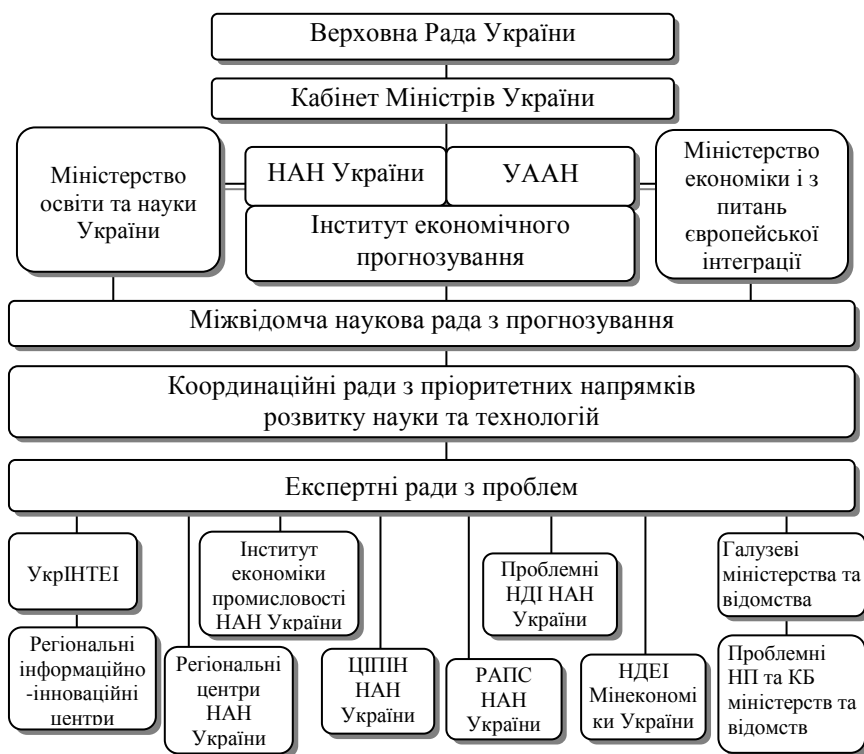 Верховна Рада України
Кабінет Міністрів України
Міністерство
освіти та науки
України
НАН України
УААН
Інститут економічного
прогнозування
Міністерство
економіки і з
питань
європейської
інтеграції
Міжвідомча наукова рада з прогнозування
Координаційні ради з пріоритетних напрямків
розвитку науки та технологій
Експертні ради з проблем
УкрІНТЕІ
Інститут
економіки
промисловості
НАН України
Проблемні
НДІ НАН
України
Галузеві
міністерства та
відомства
Регіональні
інформаційно
-інноваційні
центри
Регіональні
центри
НАН
України
ЦІПІН
НАН
України
РАПС
НАН
України
НДЕІ
Мінекономі
ки України
Проблемні
НП та КБ
міністерств та
відомств